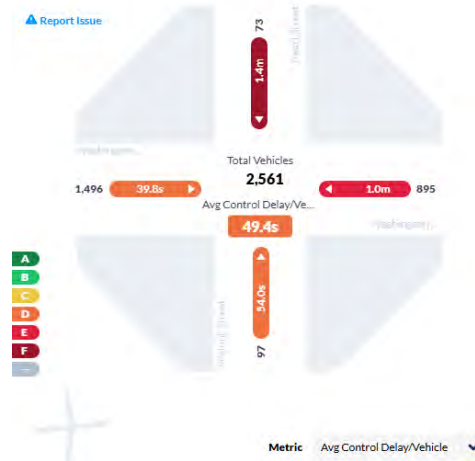 Report Issue
73
1.4m
Total Vehicles
2,561
1,496
39.8s
1.0m
895
Avg Control Delay/Ve...
49.4s
54.0s
97
A
B
C
D
E
F
—
Metric
Avg Control Delay/Vehicle